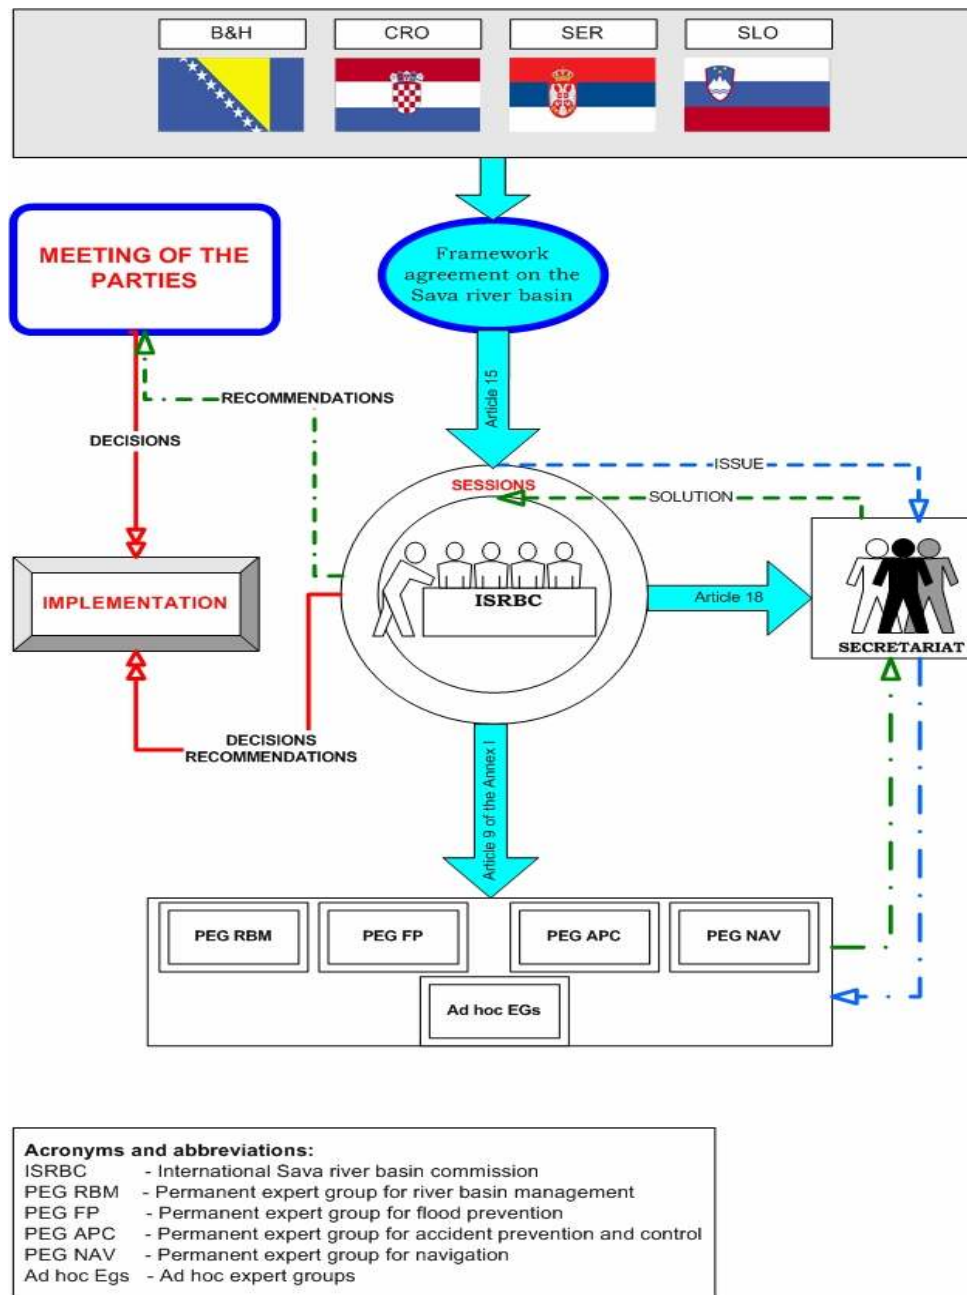 B&H
CRO
SER
SLO
MEETING OF THE
PARTIES
Framework
agreement on the
Sava river basin
Article 15
RECOMMENDATIONS
DECISIONS
ISSUE
SESSIONS
SOLUTION
IMPLEMENTATION
ISRBC
Article 18
SECRETARIAT
DECISIONS
RECOMMENDATIONS
Article 9 of the Annex I
PEG RBM
PEG FP
PEG APC
PEG NAV
Ad hoc EGs
Acronyms and abbreviations:
ISRBC - International Sava river basin commission
PEG RBM - Permanent expert group for river basin management
PEG FP - Permanent expert group for flood prevention
PEG APC - Permanent expert group for accident prevention and control
PEG NAV - Permanent expert group for navigation
Ad hoc Egs - Ad hoc expert groups